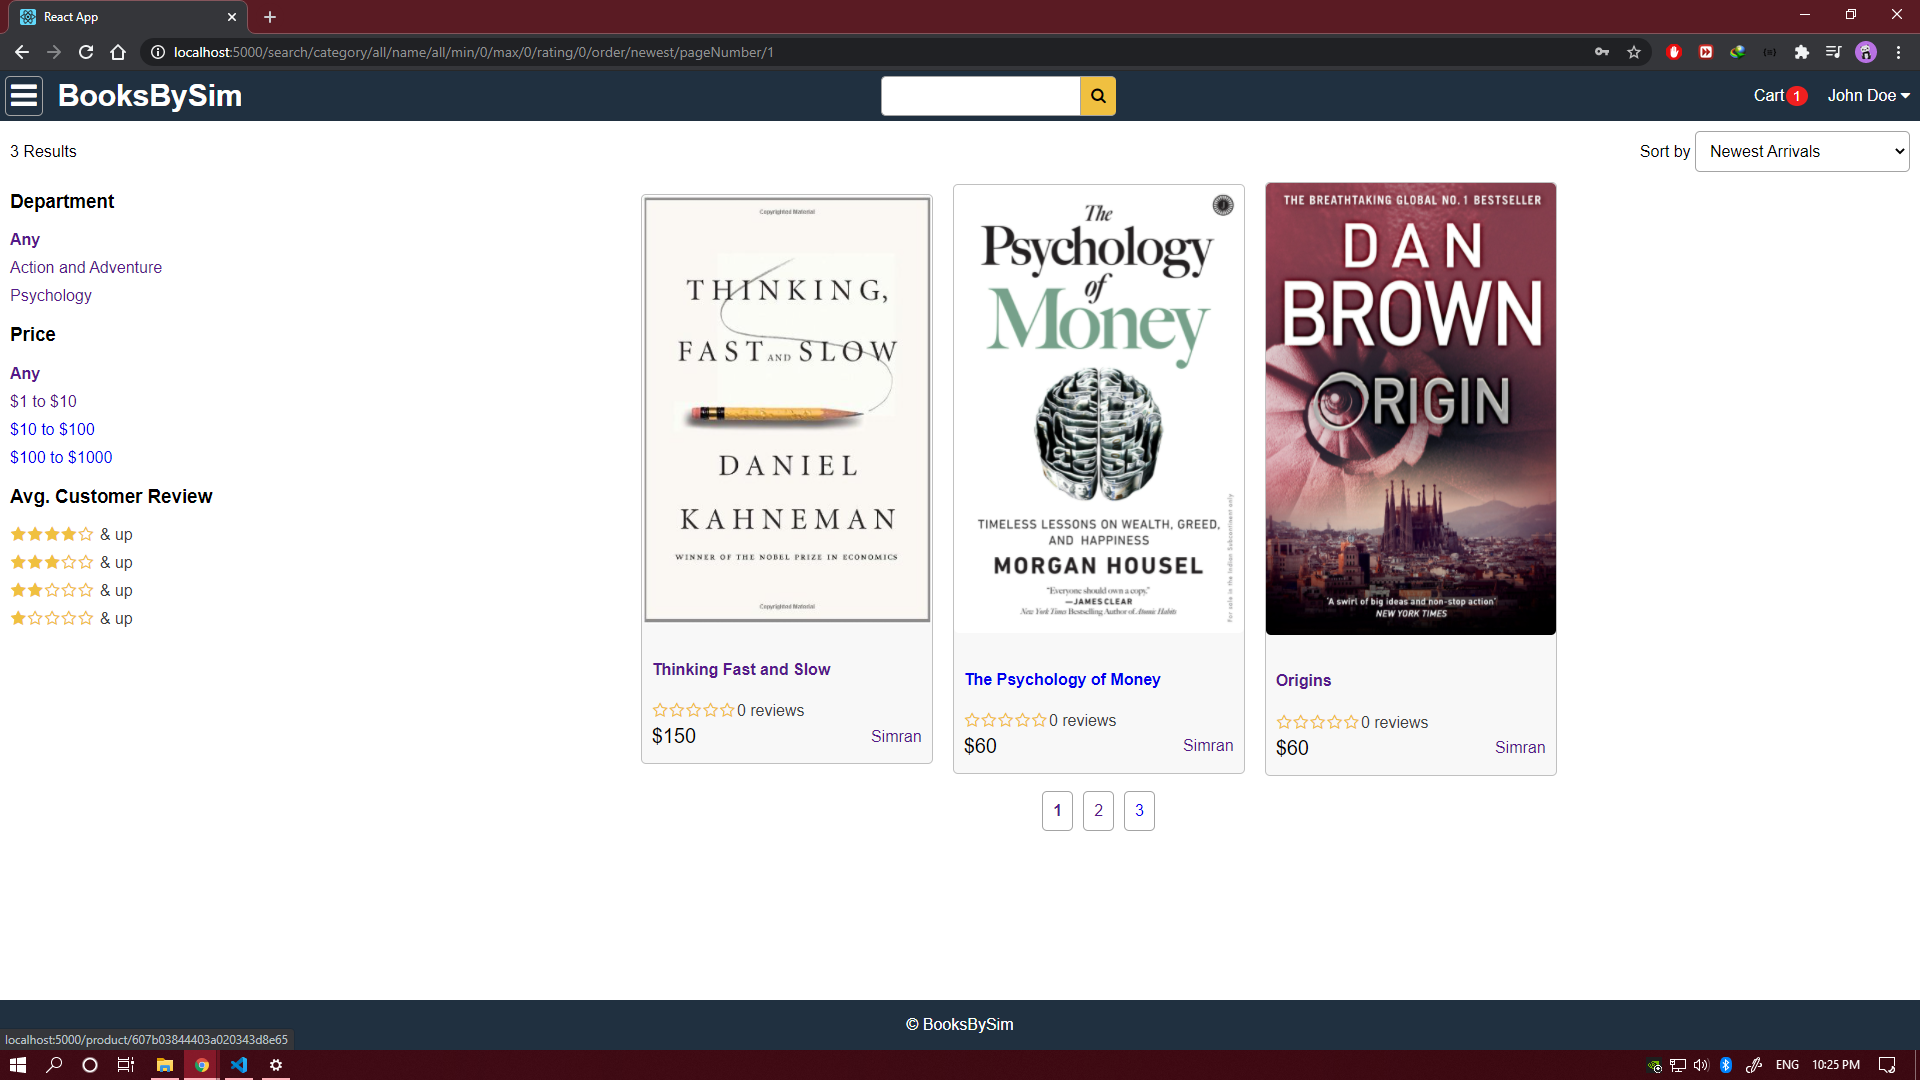 React App
localhost:5000/search/category/all/name/all/min/0/max/0/rating/0/order/newest/pageNumber/1
BooksBySim
Cart 1
John Doe
3 Results
Sort by Newest Arrivals
Department
Any
Action and Adventure
Psychology
Price
Any
$1 to $10
$10 to $100
$100 to $1000
Avg. Customer Review
& up
& up
& up
& up
Copyrighted Material
THINKING,
FAST AND SLOW
DANIEL
KAHNEMAN
WINNER OF THE NOBEL PRIZE IN ECONOMICS
Copyrighted Material
Thinking Fast and Slow
0 reviews
$150
Simran
The
Psychology
of
Money
TIMELESS LESSONS ON WEALTH, GREED,
AND HAPPINESS
MORGAN HOUSEL
"Everyone should own a copy."
—JAMES CLEAR
New York Times Bestselling Author of Atomic Habits
For sale in the Indian Subcontinent only
The Psychology of Money
0 reviews
$60
Simran
THE BREATHTAKING GLOBAL NO.1 BESTSELLER
DAN
BROWN
ORIGIN
'A swirl of big ideas and non-stop action'
NEW YORK TIMES
Origins
0 reviews
$60
Simran
1
2
3
© BooksBySim
localhost:5000/product/607b03844403a020343d8e65
ENG
10:25 PM